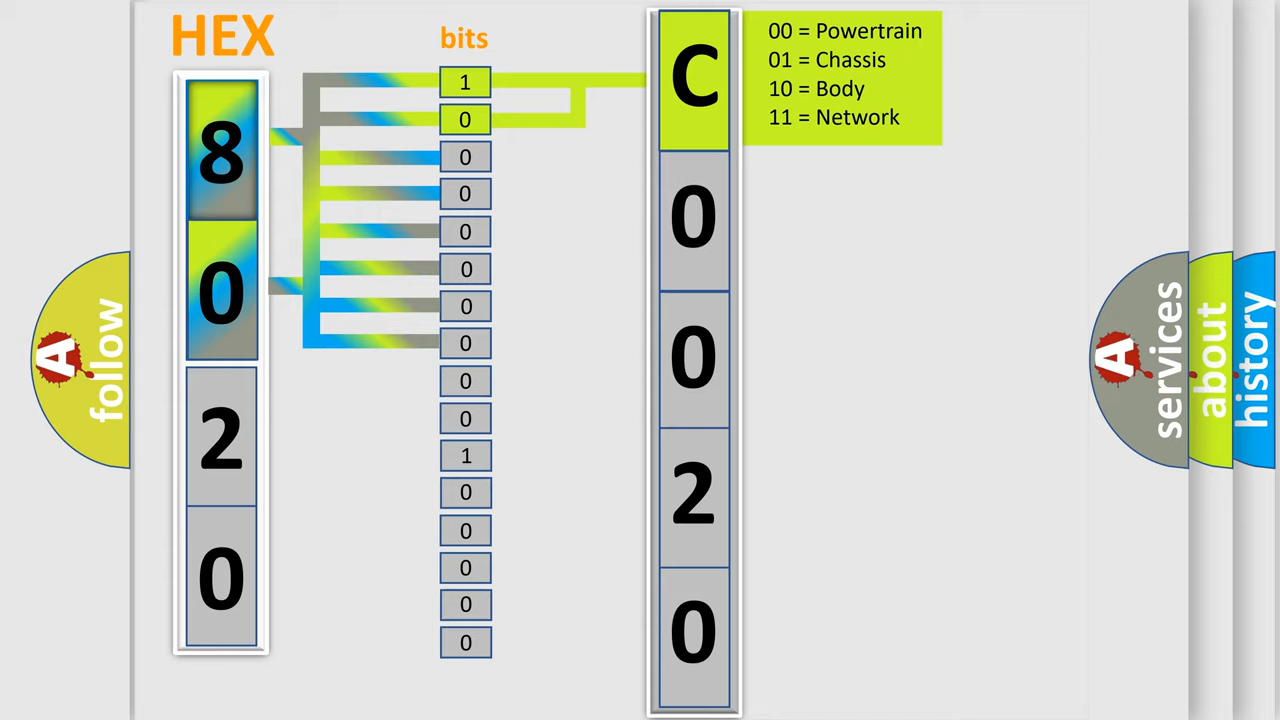 HEX
bits
8
0
2
0
1
0
0
0
0
0
0
0
0
0
1
0
0
0
0
0
C
0
0
2
0
00 = Powertrain
01 = Chassis
10 = Body
11 = Network
A
follow
A
services
about
history